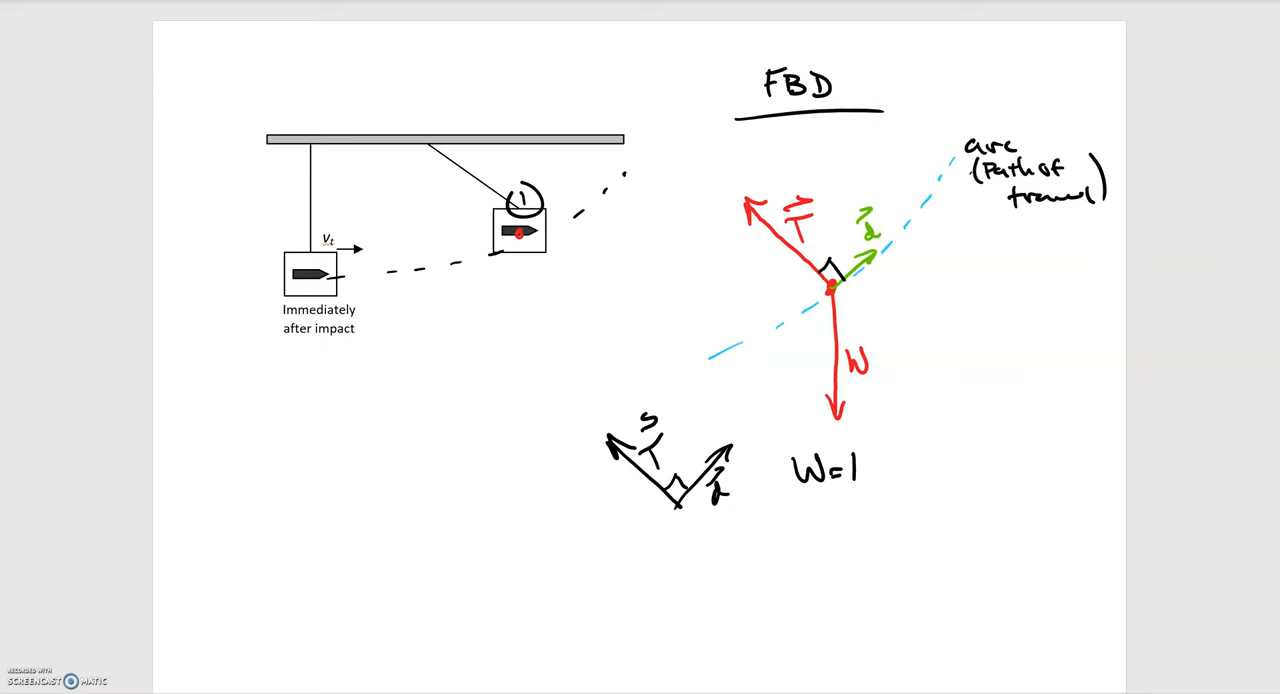 FBD
arc
(Path of
travel)
1
T
d
Vt
W
Immediately
after impact
T
d
W=1
RECORDED WITH
SCREENCAST MATIC